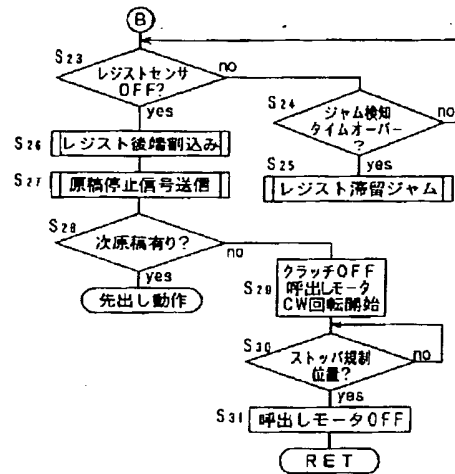 B
S23
レジストセンサ
OFF?
no
yes
S24
ジャム検知
タイムオーバー
?
no
yes
S26
レジスト後端割込み
S25
レジスト滞留ジャム
S27
原稿停止信号送信
S28
次原稿有り?
no
yes
先出し動作
S29
クラッチOFF
呼出しモータ
CW回転開始
S30
ストッパ規制
位置?
no
yes
S31
呼出しモータOFF
RET